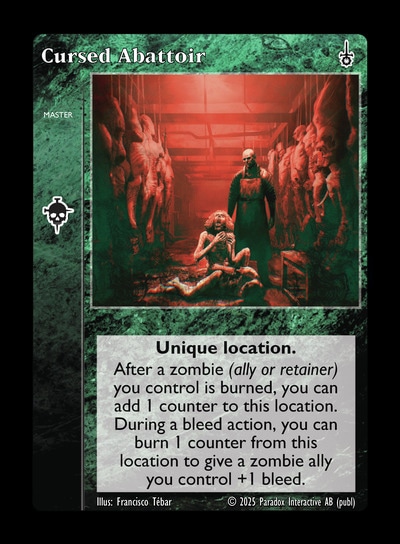 Cursed Abattoir
MASTER
Unique location.
After a zombie (ally or retainer)
you control is burned, you can
add 1 counter to this location.
During a bleed action, you can
burn 1 counter from this
location to give a zombie ally
you control +1 bleed.
Illus: Francisco Tébar © 2025 Paradox Interactive AB (publ)